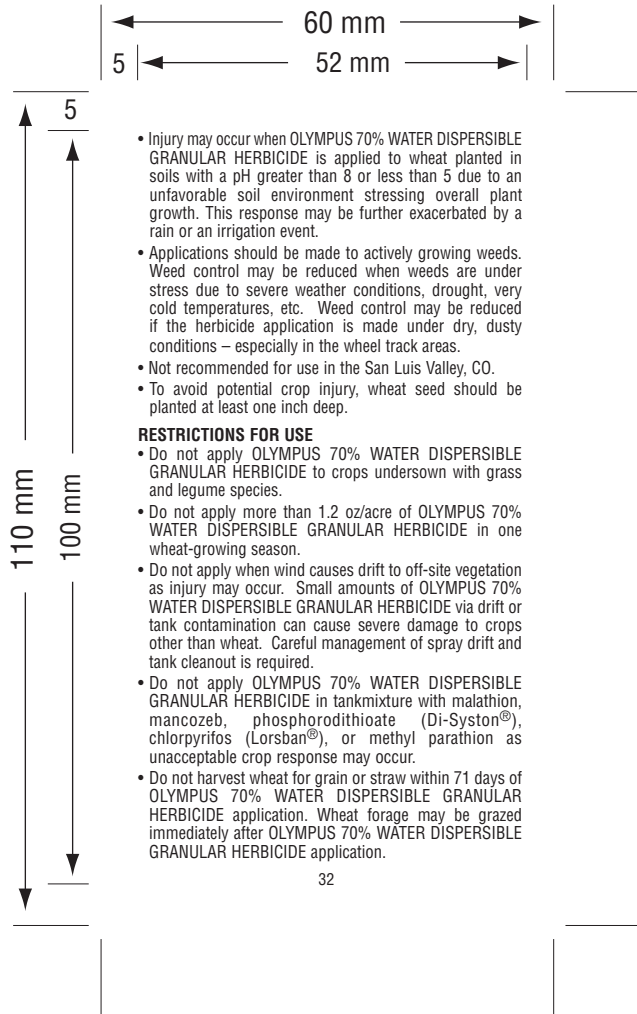 60 mm
5 52 mm
5
110 mm
100 mm
• Injury may occur when OLYMPUS 70% WATER DISPERSIBLE
GRANULAR HERBICIDE is applied to wheat planted in
soils with a pH greater than 8 or less than 5 due to an
unfavorable soil environment stressing overall plant
growth. This response may be further exacerbated by a
rain or an irrigation event.
• Applications should be made to actively growing weeds.
Weed control may be reduced when weeds are under
stress due to severe weather conditions, drought, very
cold temperatures, etc. Weed control may be reduced
if the herbicide application is made under dry, dusty
conditions – especially in the wheel track areas.
• Not recommended for use in the San Luis Valley, CO.
• To avoid potential crop injury, wheat seed should be
planted at least one inch deep.
RESTRICTIONS FOR USE
• Do not apply OLYMPUS 70% WATER DISPERSIBLE
GRANULAR HERBICIDE to crops undersown with grass
and legume species.
• Do not apply more than 1.2 oz/acre of OLYMPUS 70%
WATER DISPERSIBLE GRANULAR HERBICIDE in one
wheat-growing season.
• Do not apply when wind causes drift to off-site vegetation
as injury may occur. Small amounts of OLYMPUS 70%
WATER DISPERSIBLE GRANULAR HERBICIDE via drift or
tank contamination can cause severe damage to crops
other than wheat. Careful management of spray drift and
tank cleanout is required.
• Do not apply OLYMPUS 70% WATER DISPERSIBLE
GRANULAR HERBICIDE in tankmixture with malathion,
mancozeb, phosphorodithioate (Di-Syston®),
chlorpyrifos (Lorsban®), or methyl parathion as
unacceptable crop response may occur.
• Do not harvest wheat for grain or straw within 71 days of
OLYMPUS 70% WATER DISPERSIBLE GRANULAR
HERBICIDE application. Wheat forage may be grazed
immediately after OLYMPUS 70% WATER DISPERSIBLE
GRANULAR HERBICIDE application.
32